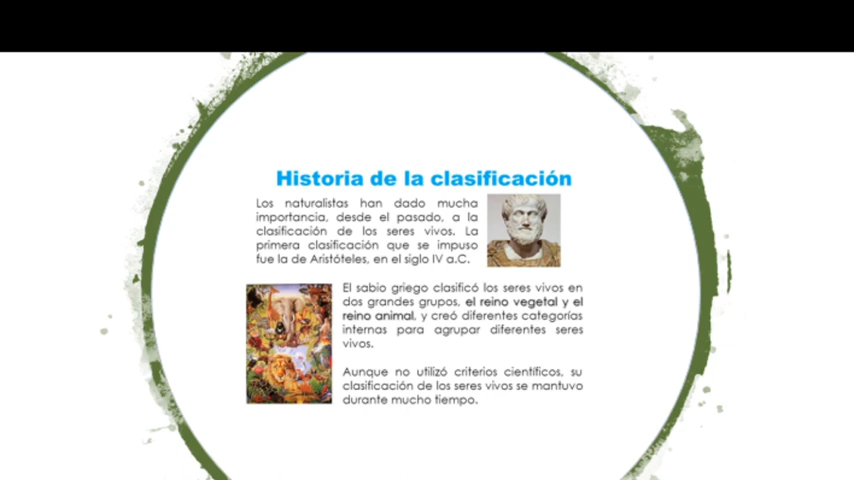 Historia de la clasificación
Los naturalistas han dado mucha
importancia, desde el pasado, a la
clasificación de los seres vivos. La
primera clasificación que se impuso
fue la de Aristóteles, en el siglo IV a.C.
El sabio griego clasificó los seres vivos en
dos grandes grupos, el reino vegetal y el
reino animal, y creó diferentes categorías
internas para agrupar diferentes seres
vivos.
Aunque no utilizó criterios científicos, su
clasificación de los seres vivos se mantuvo
durante mucho tiempo.